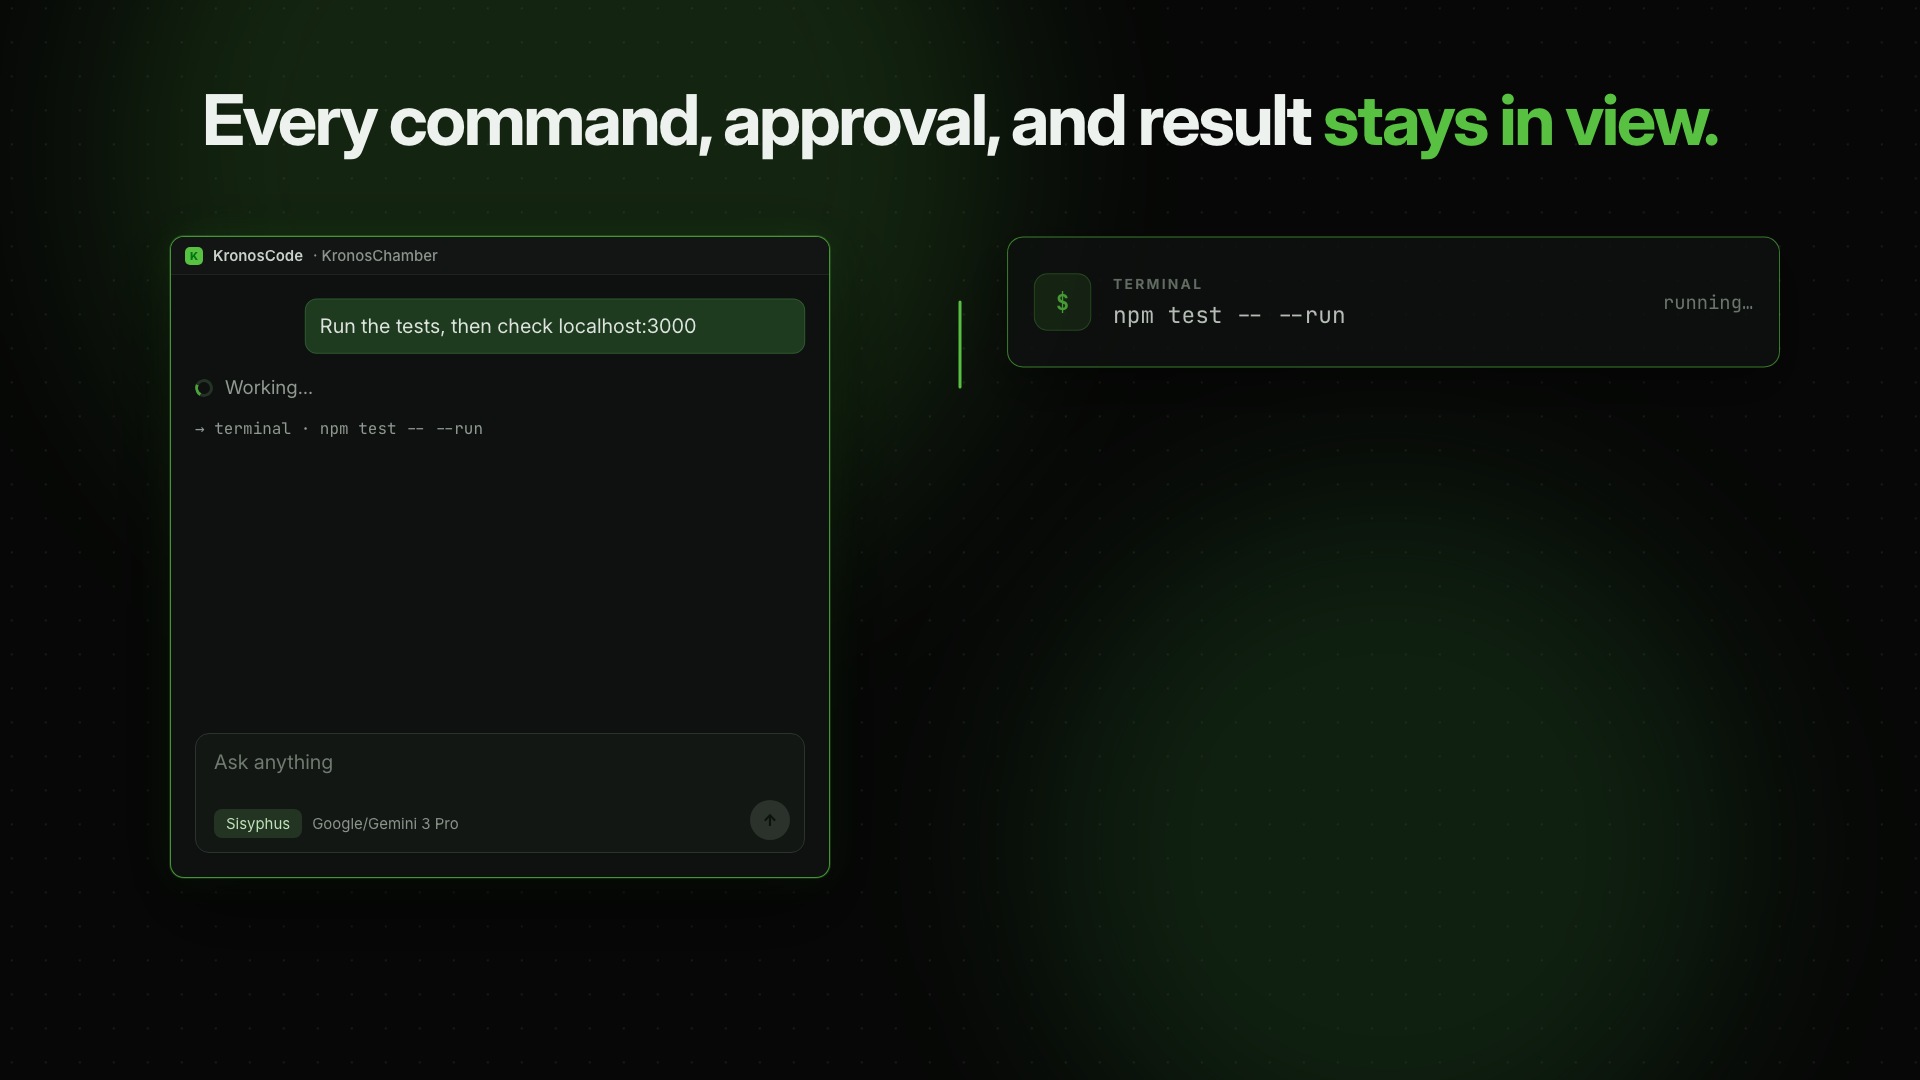 Every command, approval, and result stays in view.
K KronosCode · KronosChamber
Run the tests, then check localhost:3000
Working...
→ terminal · npm test -- --run
Ask anything
Sisyphus Google/Gemini 3 Pro
$
TERMINAL
npm test -- --run
running…